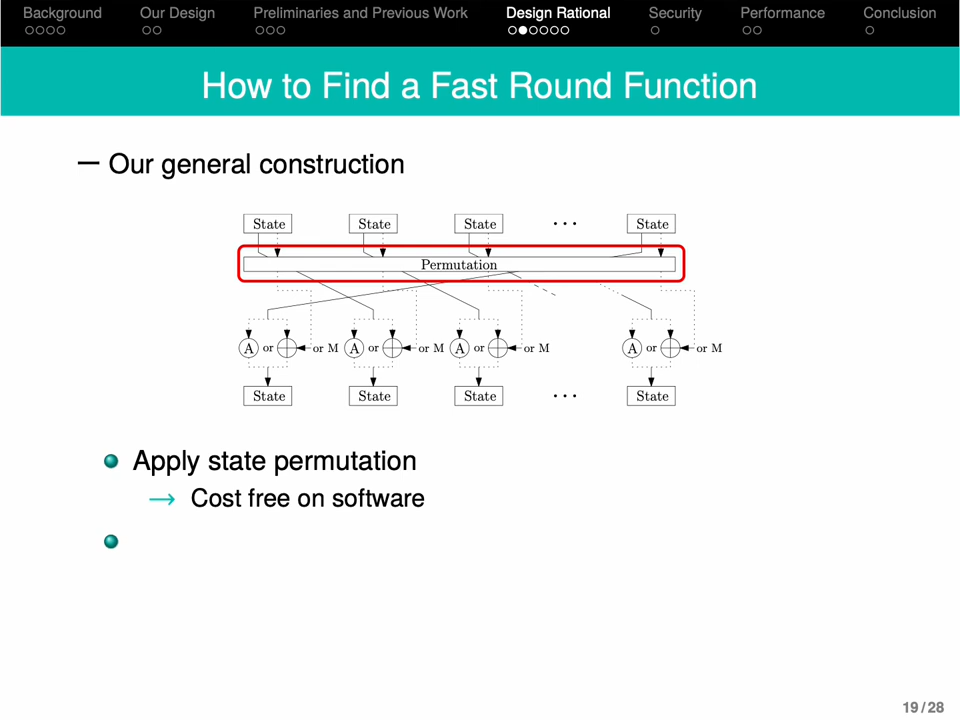 Background Our Design Preliminaries and Previous Work Design Rational Security Performance Conclusion
How to Find a Fast Round Function
— Our general construction
State State State ··· State
Permutation
A or ⊕ or M A or ⊕ or M A or ⊕ or M A or ⊕ or M
State State State ··· State
Apply state permutation
→ Cost free on software
19 / 28